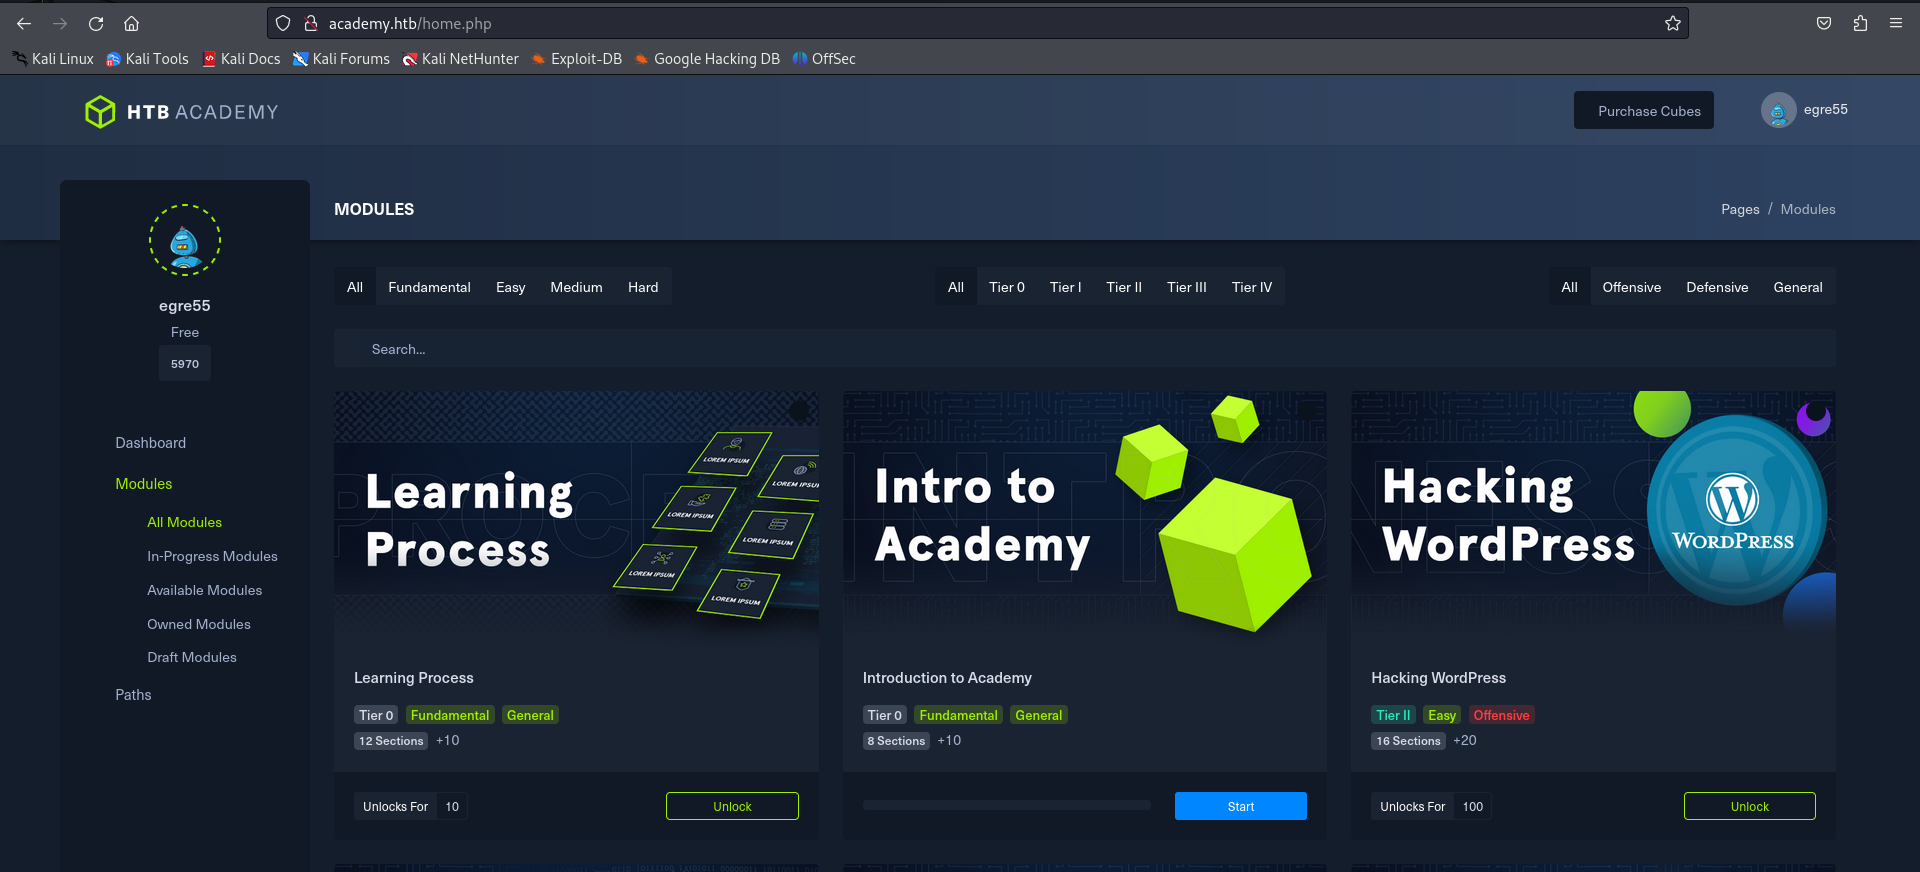 academy.htb/home.php
Kali Linux Kali Tools Kali Docs Kali Forums Kali NetHunter Exploit-DB Google Hacking DB OffSec
HTB ACADEMY
Purchase Cubes
egre55
MODULES
Pages / Modules
egre55
Free
5970
Dashboard
Modules
All Modules
In-Progress Modules
Available Modules
Owned Modules
Draft Modules
Paths
All Fundamental Easy Medium Hard
All Tier 0 Tier I Tier II Tier III Tier IV
All Offensive Defensive General
Search...
Learning
Process
LOREM IPSUM
LOREM IPSUM
LOREM IPSUM
LOREM IPSUM
LOREM IPSUM
LOREM IPSUM
Learning Process
Tier 0 Fundamental General
12 Sections +10
Unlocks For 10
Unlock
Intro to
Academy
Introduction to Academy
Tier 0 Fundamental General
8 Sections +10
Start
Hacking
WordPress
WORDPRESS
Hacking WordPress
Tier II Easy Offensive
16 Sections +20
Unlocks For 100
Unlock